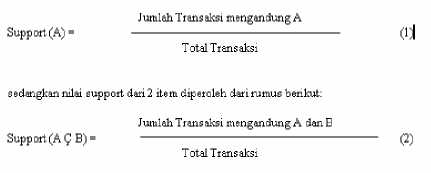 Jumlah Transaksi mengandung A
Support (A) = (1)
Total Transaksi
sedangkan nilai support dari 2 item diperoleh dari rumus berikut:
Jumlah Transaksi mengandung A dan B
Support (A Ç B) = (2)
Total Transaksi